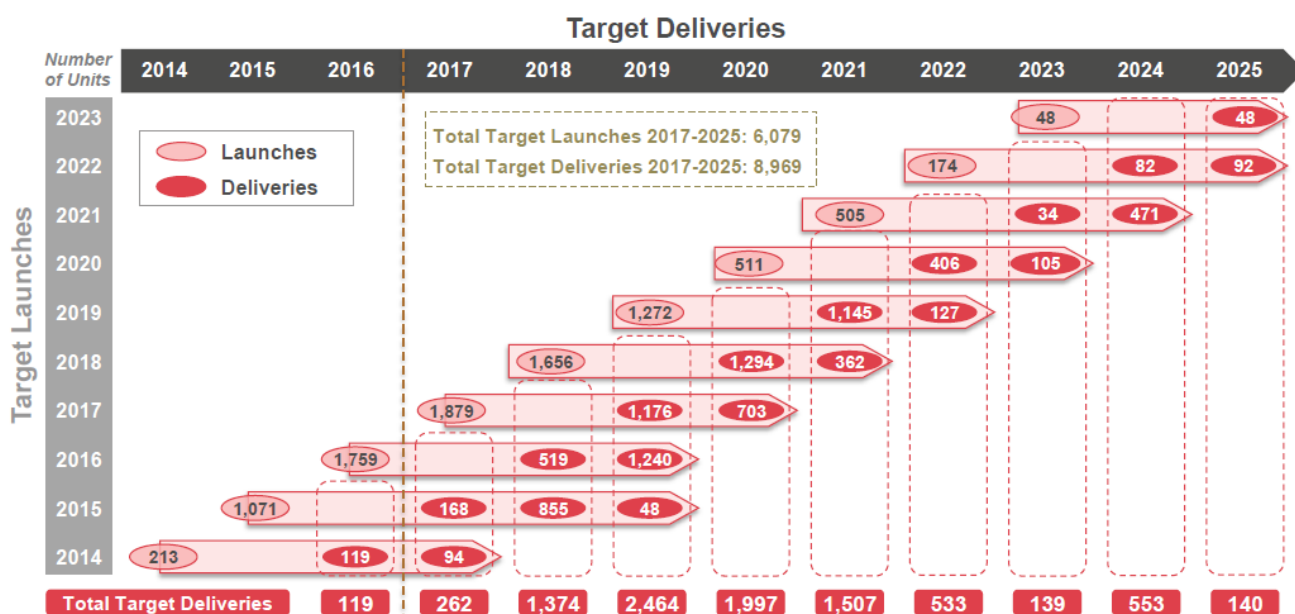 Target Deliveries
Number of Units 2014 2015 2016 2017 2018 2019 2020 2021 2022 2023 2024 2025
Target Launches
2023 48 48
Launches
Deliveries
Total Target Launches 2017-2025: 6,079
Total Target Deliveries 2017-2025: 8,969
2022 174 82 92
2021 505 34 471
2020 511 406 105
2019 1,272 1,145 127
2018 1,656 1,294 362
2017 1,879 1,176 703
2016 1,759 519 1,240
2015 1,071 168 855 48
2014 213 119 94
Total Target Deliveries 119 262 1,374 2,464 1,997 1,507 533 139 553 140